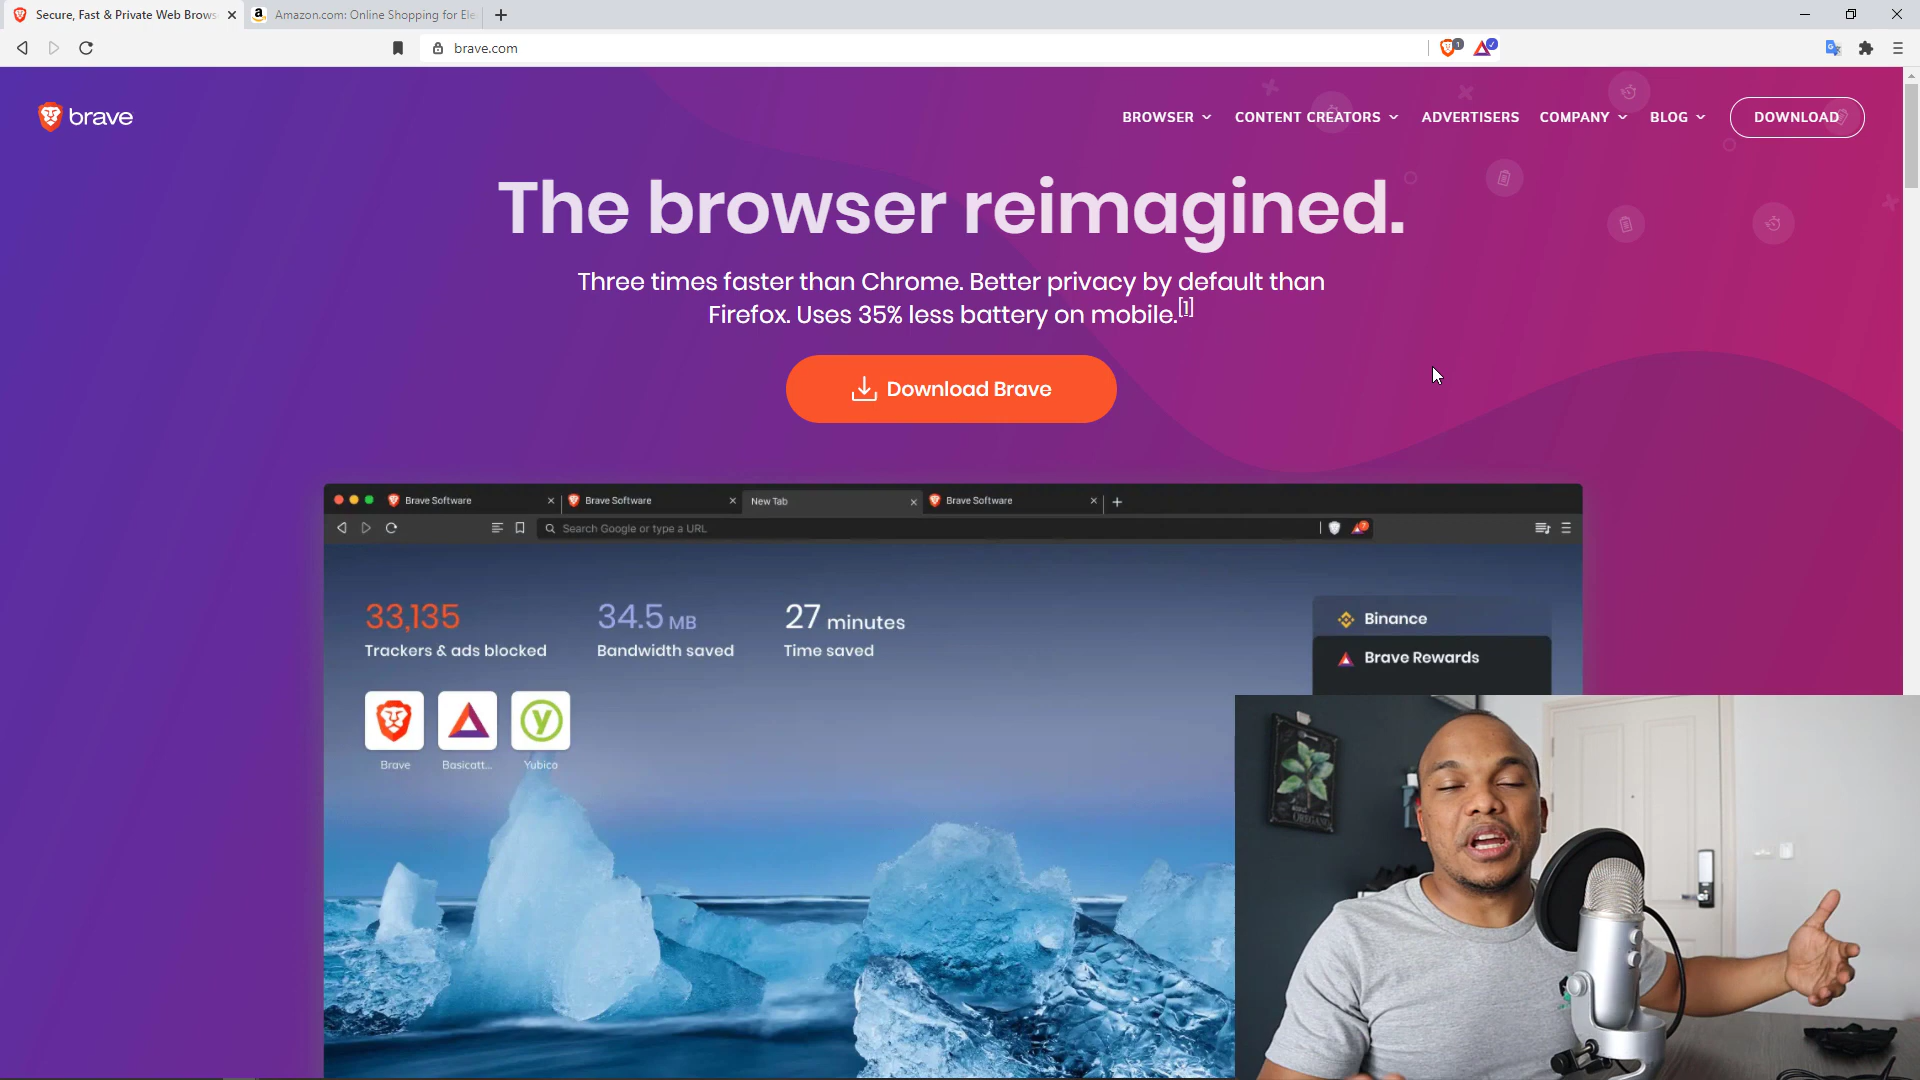 Secure, Fast & Private Web Brows
Amazon.com: Online Shopping for Ele
brave.com
1
brave
BROWSER
CONTENT CREATORS
ADVERTISERS
COMPANY
BLOG
DOWNLOAD
The browser reimagined.
Three times faster than Chrome. Better privacy by default than
Firefox. Uses 35% less battery on mobile.[1]
Download Brave
Brave Software
Brave Software
New Tab
Brave Software
Search Google or type a URL
7
33,135
Trackers & ads blocked
34.5 MB
Bandwidth saved
27 minutes
Time saved
Binance
Brave Rewards
Brave
Basicatt...
Yubico
OREGANO